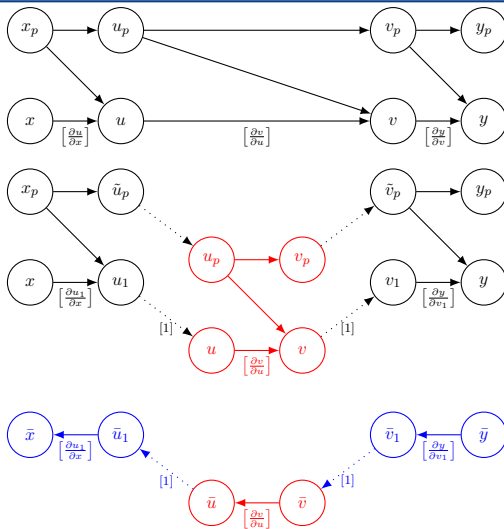 x_p u_p v_p y_p
x u v y
[∂u/∂x] [∂v/∂u] [∂y/∂v]
x_p ũ_p ṽ_p y_p
u_p v_p
x u_1 v_1 y
[∂u_1/∂x] [∂y/∂v_1]
[1] [1]
u v
[∂v/∂u]
x̄ ū_1 v̄_1 ȳ
[∂u_1/∂x] [∂y/∂v_1]
[1] [1]
ū v̄
[∂v/∂u]